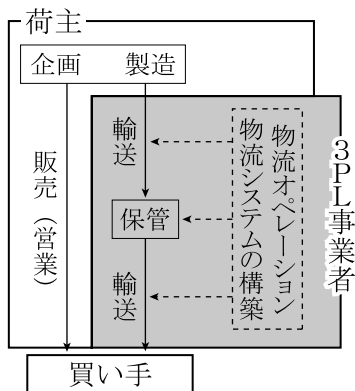 荷主
企画 製造
販売（営業）
輸送
保管
輸送
物流オペレーション
物流システムの構築
3PL事業者
買い手